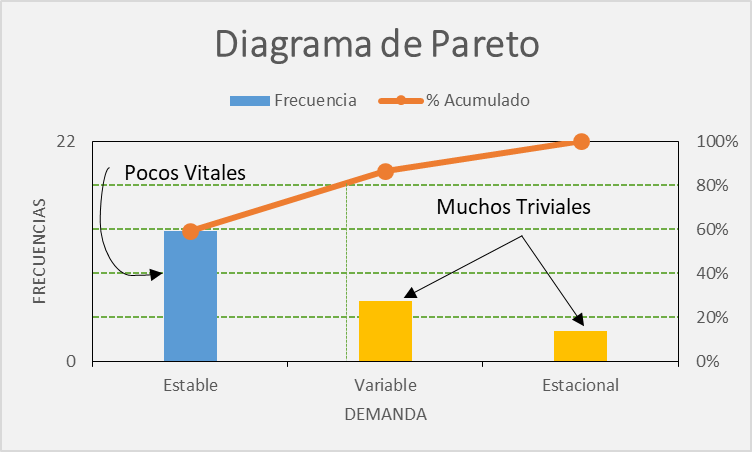 Diagrama de Pareto
Frecuencia
% Acumulado
22
100%
Pocos Vitales
80%
Muchos Triviales
60%
FRECUENCIAS
40%
20%
0
0%
Estable
Variable
Estacional
DEMANDA